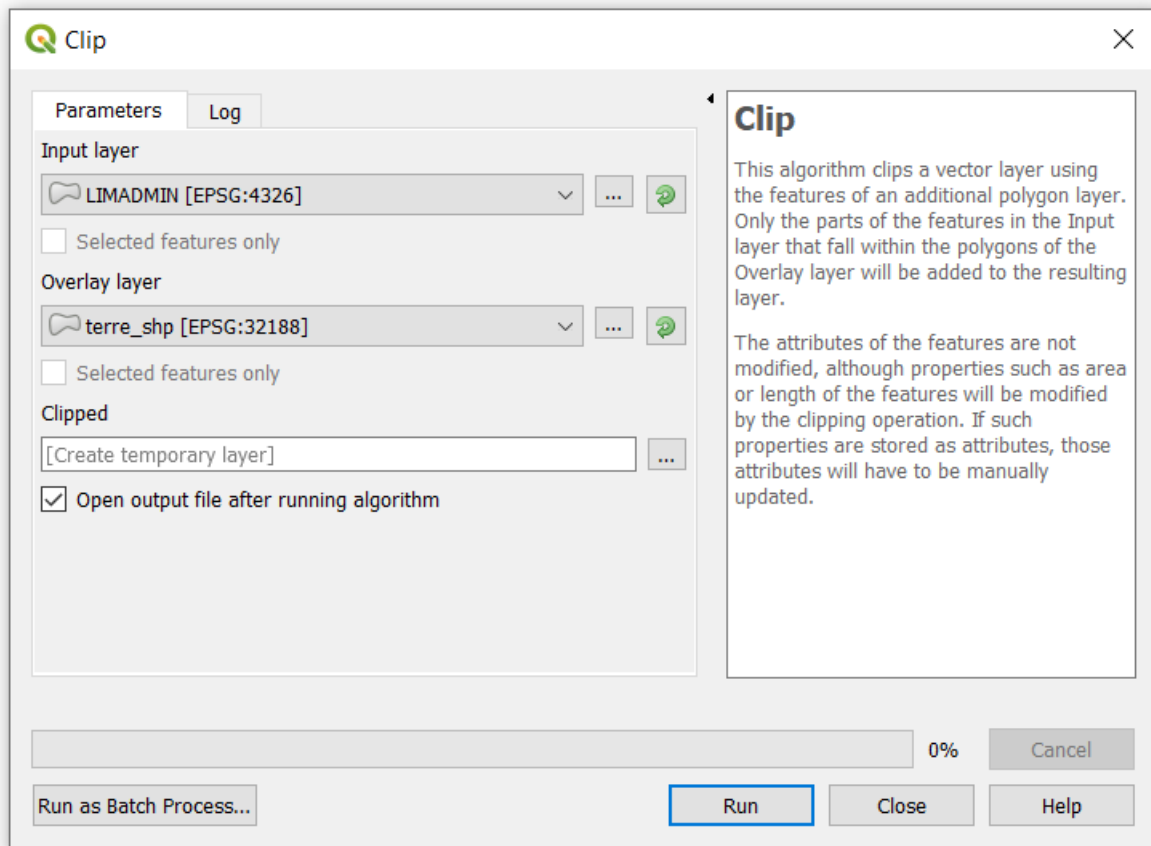 Clip
Parameters
Log
Input layer
LIMADMIN [EPSG:4326]
...
Selected features only
Overlay layer
terre_shp [EPSG:32188]
...
Selected features only
Clipped
[Create temporary layer]
...
Open output file after running algorithm
Clip
This algorithm clips a vector layer using
the features of an additional polygon layer.
Only the parts of the features in the Input
layer that fall within the polygons of the
Overlay layer will be added to the resulting
layer.
The attributes of the features are not
modified, although properties such as area
or length of the features will be modified
by the clipping operation. If such
properties are stored as attributes, those
attributes will have to be manually
updated.
0%
Cancel
Run as Batch Process...
Run
Close
Help